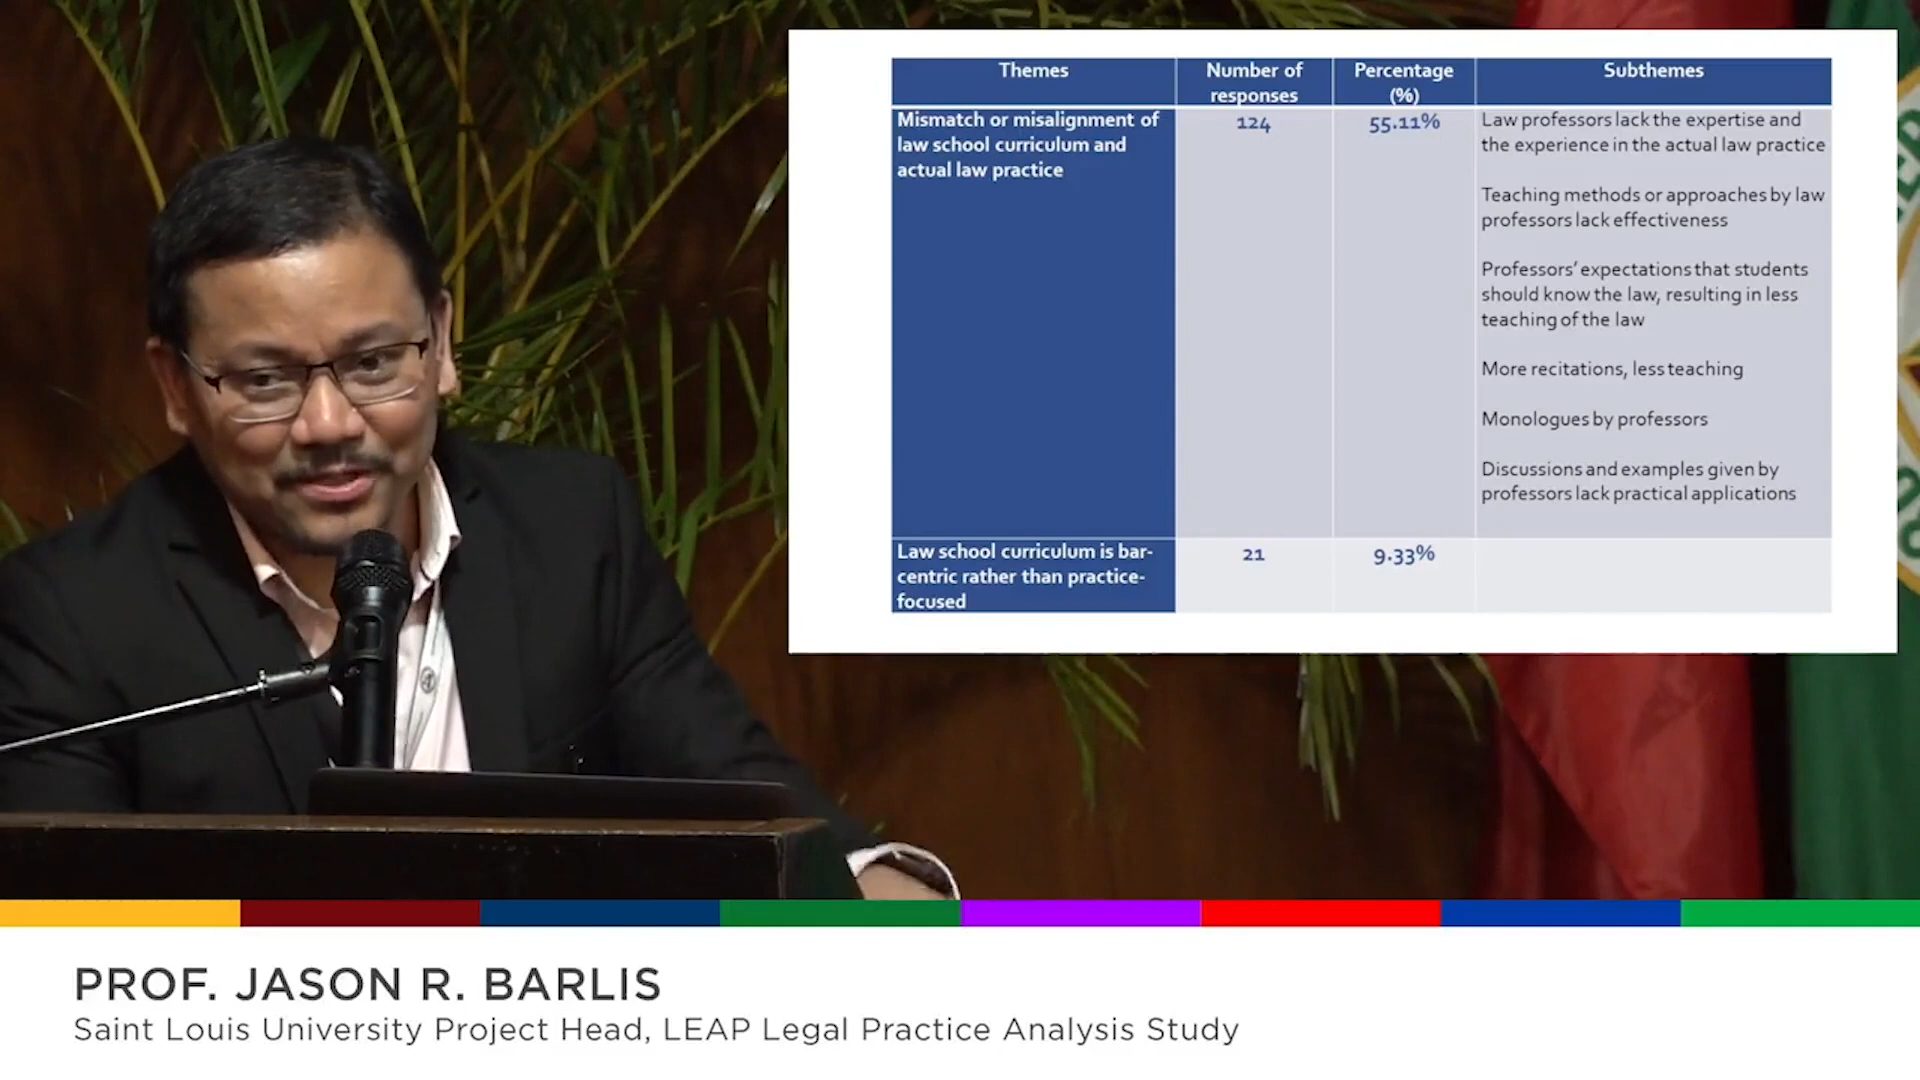 Themes
Number of
responses
Percentage
(%)
Subthemes
Mismatch or misalignment of
law school curriculum and
actual law practice
124
55.11%
Law professors lack the expertise and
the experience in the actual law practice
Teaching methods or approaches by law
professors lack effectiveness
Professors’ expectations that students
should know the law, resulting in less
teaching of the law
More recitations, less teaching
Monologues by professors
Discussions and examples given by
professors lack practical applications
Law school curriculum is bar-
centric rather than practice-
focused
21
9.33%
PROF. JASON R. BARLIS
Saint Louis University Project Head, LEAP Legal Practice Analysis Study